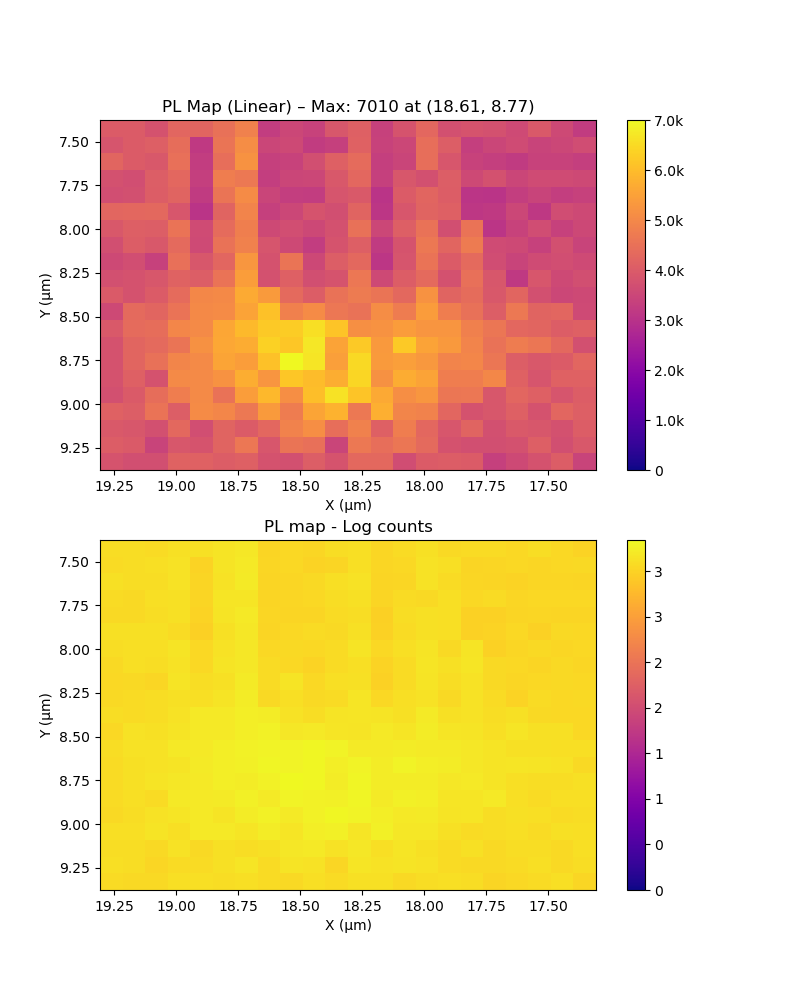 PL Map (Linear) – Max: 7010 at (18.61, 8.77)
7.50
7.75
8.00
8.25
8.50
8.75
9.00
9.25
Y (μm)
19.25 19.00 18.75 18.50 18.25 18.00 17.75 17.50
X (μm)
7.0k
6.0k
5.0k
4.0k
3.0k
2.0k
1.0k
0
PL map - Log counts
7.50
7.75
8.00
8.25
8.50
8.75
9.00
9.25
Y (μm)
19.25 19.00 18.75 18.50 18.25 18.00 17.75 17.50
X (μm)
3
3
2
2
1
1
0
0